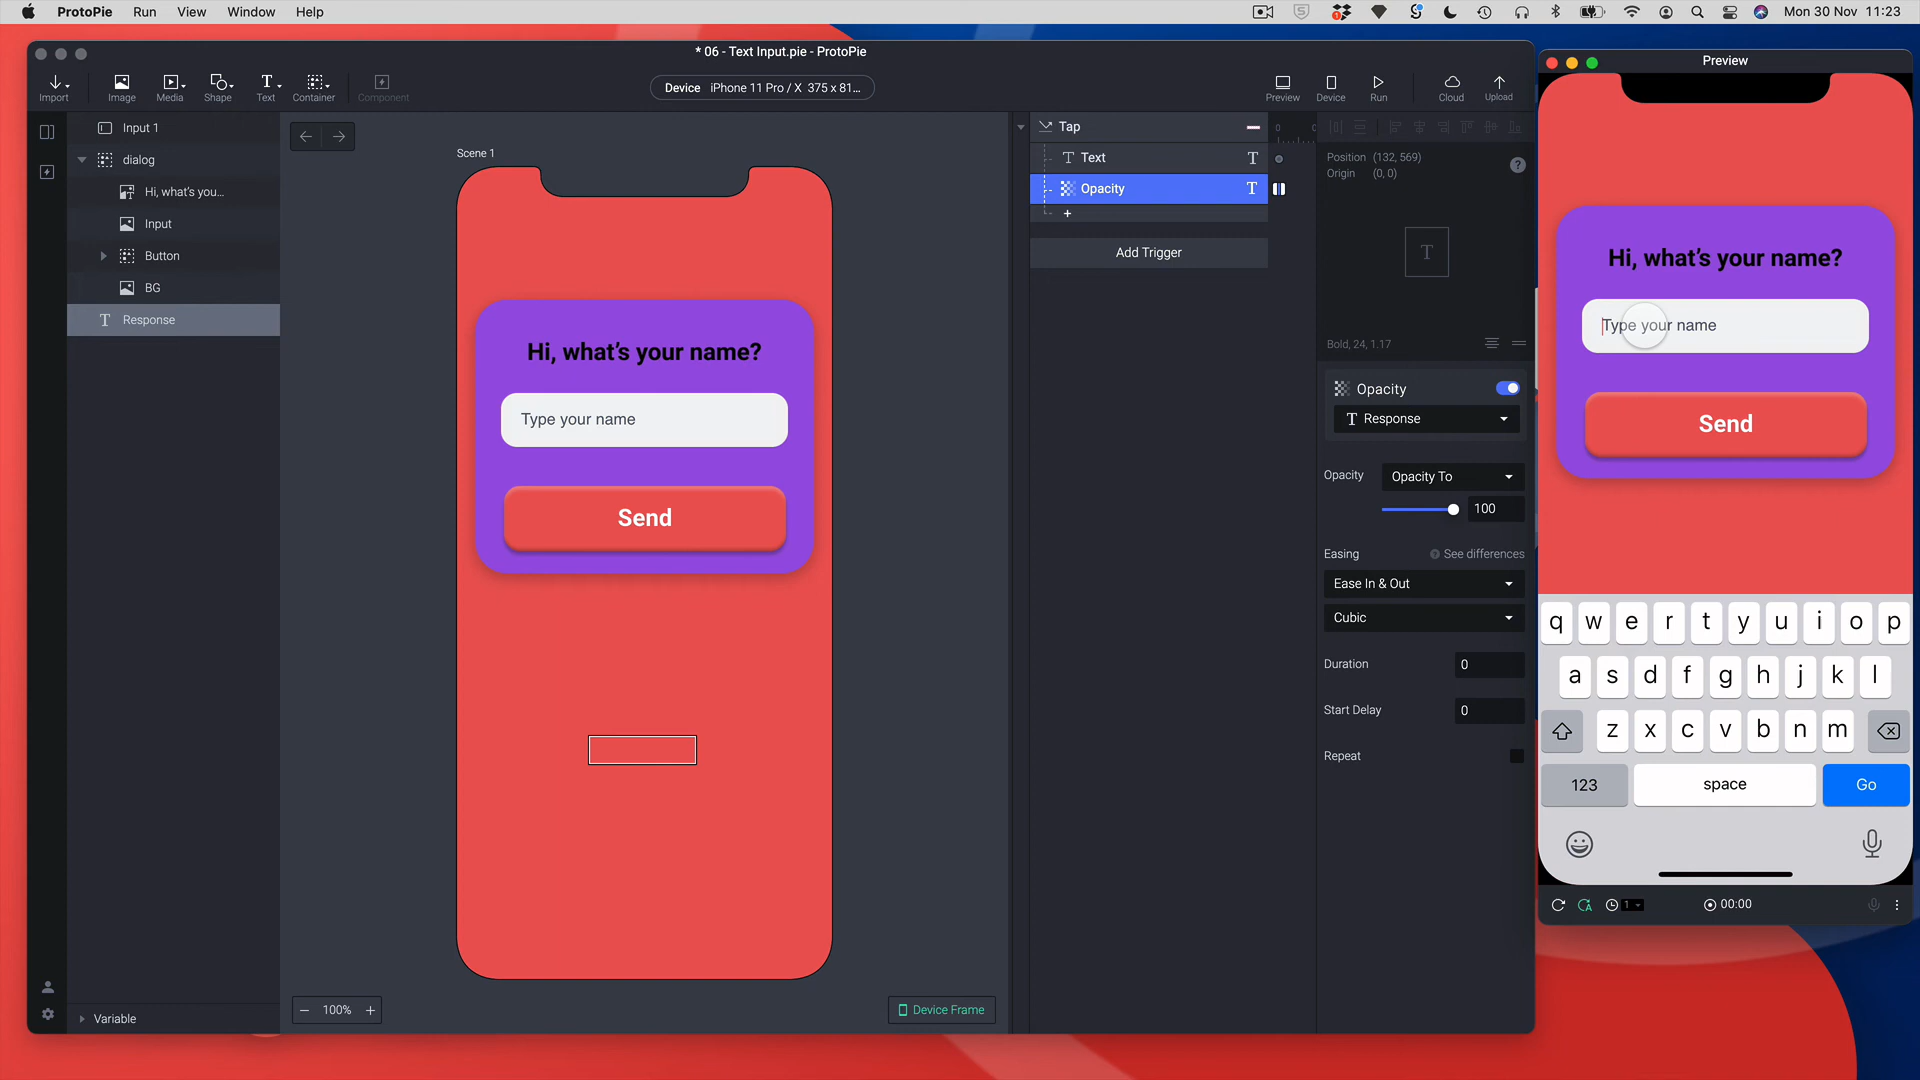 ProtoPie Run View Window Help
1
Mon 30 Nov 11:23
* 06 - Text Input.pie - ProtoPie
Import
Image
Media
Shape
Text
Container
Component
Device iPhone 11 Pro / X 375 x 81...
Preview
Device
Run
Cloud
Upload
Input 1
dialog
Hi, what's you...
Input
Button
BG
Response
Variable
Scene 1
Hi, what's your name?
Type your name
Send
100%
Device Frame
Tap
Text
Opacity
Add Trigger
0
Position (132, 569)
Origin (0, 0)
Bold, 24, 1.17
Opacity
Response
Opacity Opacity To
100
Easing See differences
Ease In & Out
Cubic
Duration 0
Start Delay 0
Repeat
Preview
Hi, what's your name?
Type your name
Send
q w e r t y u i o p
a s d f g h j k l
z x c v b n m
123 space Go
1 00:00